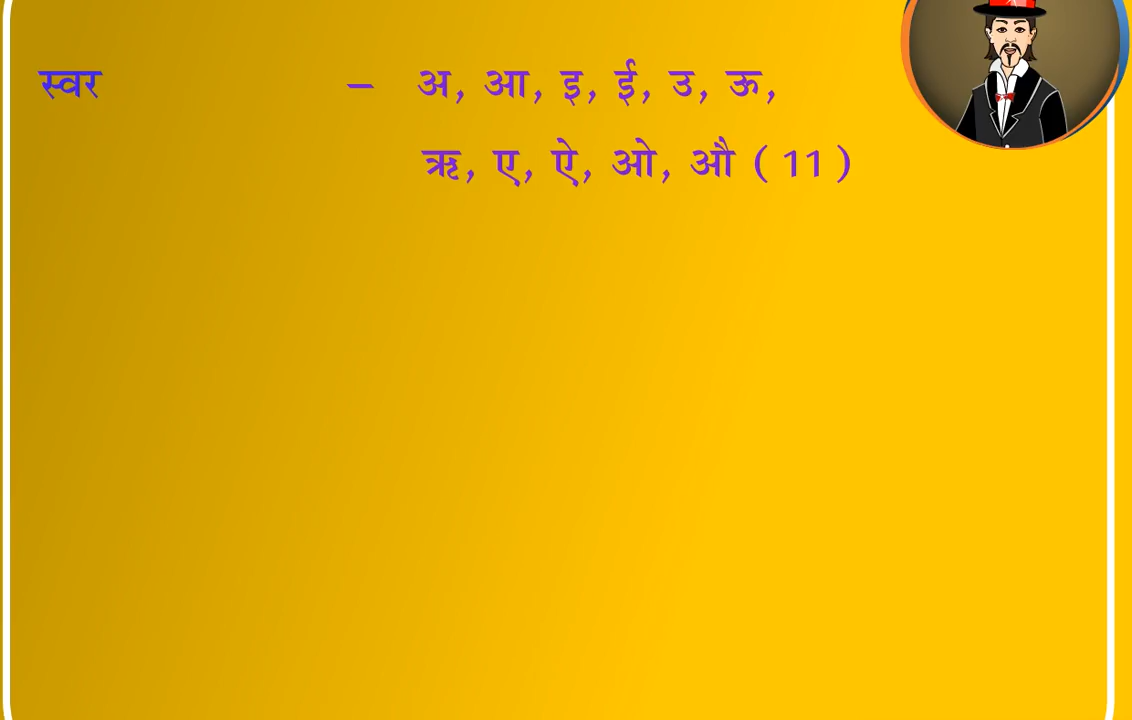 स्वर – अ, आ, इ, ई, उ, ऊ,
ऋ, ए, ऐ, ओ, औ ( 11 )